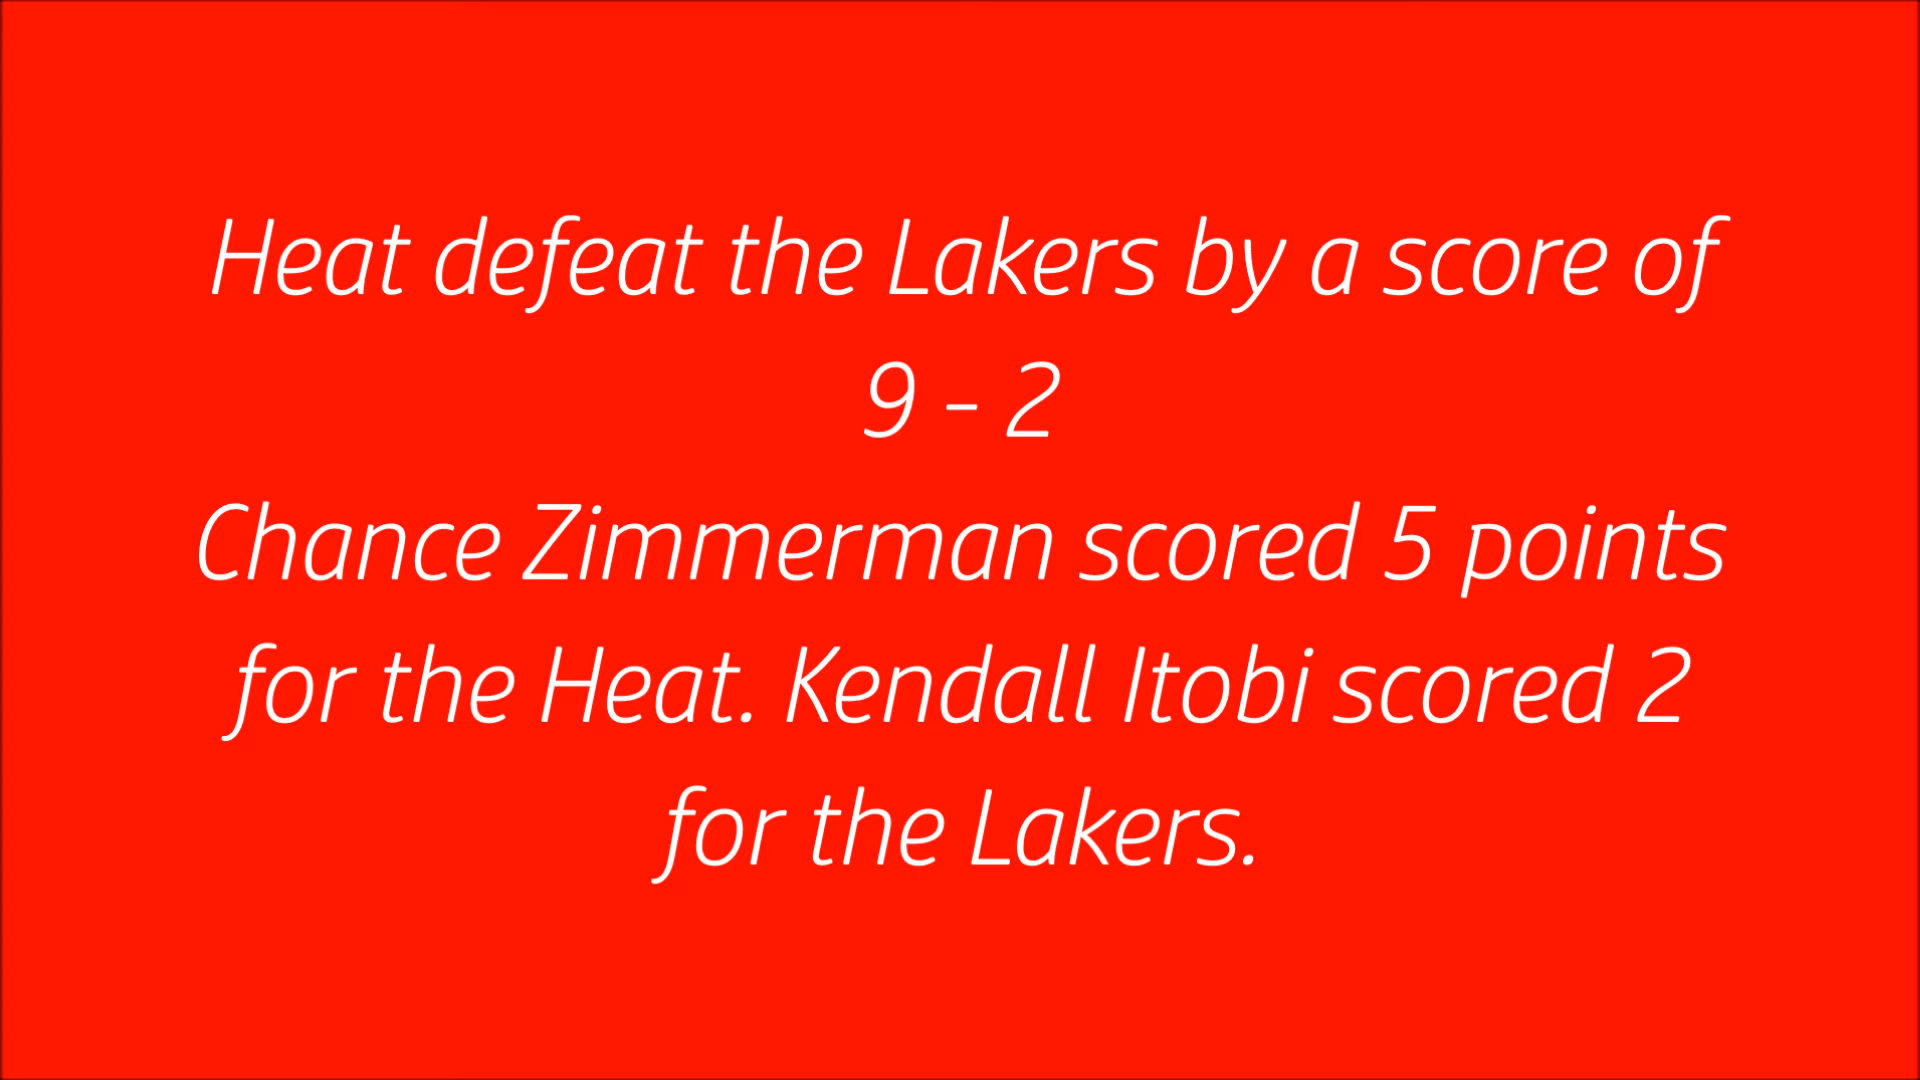 Heat defeat the Lakers by a score of
9 - 2
Chance Zimmerman scored 5 points
for the Heat. Kendall Itobi scored 2
for the Lakers.